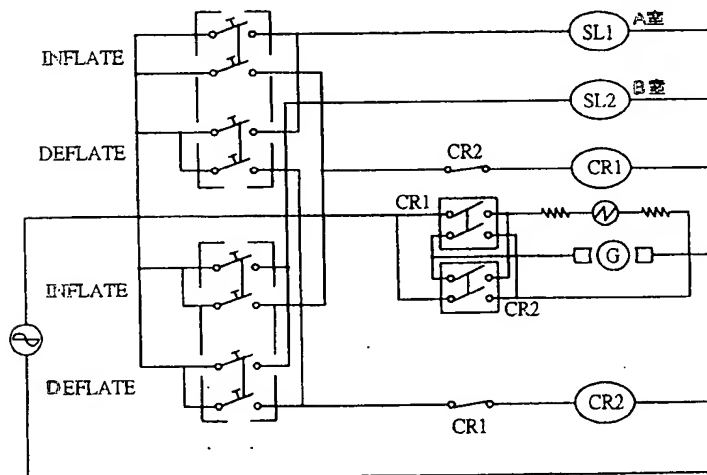 SL1 A室
INFLATE
SL2 B室
DEFLATE
CR2
CR1
CR1
G
INFLATE
CR2
DEFLATE
CR2
CR1